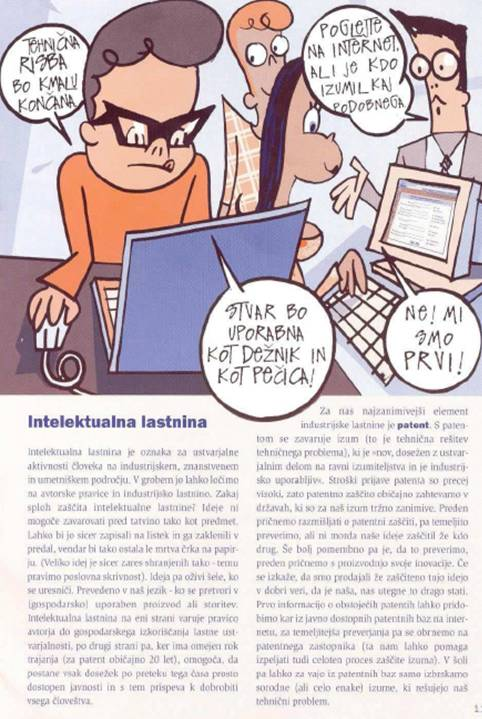 TEHNIČNA
RISBA
BO KMALU
KONČANA
POGLEJTE
NA INTERNET,
ALI JE KDO
IZUMIL KAJ
PODOBNEGA
STVAR BO
UPORABNA
KOT DEŽNIK IN
KOT PEČICA!
NE! MI
SMO
PRVI!
Intelektualna lastnina
Intelektualna lastnina je oznaka za ustvarjalne
aktivnosti človeka na industrijskem, znanstvenem
in umetniškem področju. V grobem jo lahko ločimo
na avtorske pravice in industrijsko lastnino. Zakaj
sploh zaščita intelektualne lastnine? Ideje ni
mogoče zavarovati pred tatvino tako kot predmet.
Lahko bi jo sicer zapisali na listek in ga zaklenili v
predal, vendar bi tako ostala le mrtva črka na papir-
ju. (Veliko idej je sicer zares shranjenih tako - temu
pravimo poslovna skrivnost). Ideja pa oživi šele, ko
se uresniči. Prevedeno v naš jezik - ko se pretvori v
(gospodarsko) uporaben proizvod ali storitev.
Intelektualna lastnina na eni strani varuje pravico
avtorja do gospodarskega izkoriščanja lastne ust-
varjalnosti, po drugi strani pa, ker ima omejen rok
trajanja (za patent običajno 20 let), omogoča, da
postane vsak dosežek po preteku tega časa prosto
dostopen javnosti in s tem prispeva k dobrobiti
vsega človeštva.
Za nas najzanimivejši element
industrijske lastnine je patent. S paten-
tom se zavaruje izum (to je tehnična rešitev
tehničnega problema), ki je »nov, dosežen z ustvar-
jalnim delom na ravni izumiteljstva in je industrij-
sko uporabljiv«. Stroški prijave patenta so precej
visoki, zato patentno zaščito običajno zahtevamo v
državah, ki so za naš izum tržno zanimive. Preden
pričnemo razmišljati o patentni zaščiti, pa temeljito
preverimo, ali ni morda naše ideje zaščitil že kdo
drug. Še bolj pomembno pa je, da to preverimo,
preden pričnemo s proizvodnjo svoje inovacije. Če
se izkaže, da smo prodajali že zaščiteno tujo idejo
v dobri veri, da je naša, nas utegne to drago stati.
Prvo informacijo o obstoječih patentih lahko prido-
bimo kar iz javno dostopnih patentnih baz na inter-
netu, za temeljitejša preverjanja pa se obrnemo na
patentnega zastopnika (ta nam lahko pomaga
izpeljati tudi celoten proces zaščite izuma). V šoli
pa lahko za vajo iz patentnih baz samo izbrskamo
sorodne (ali celo enake) izume, ki rešujejo naš
tehnični problem.